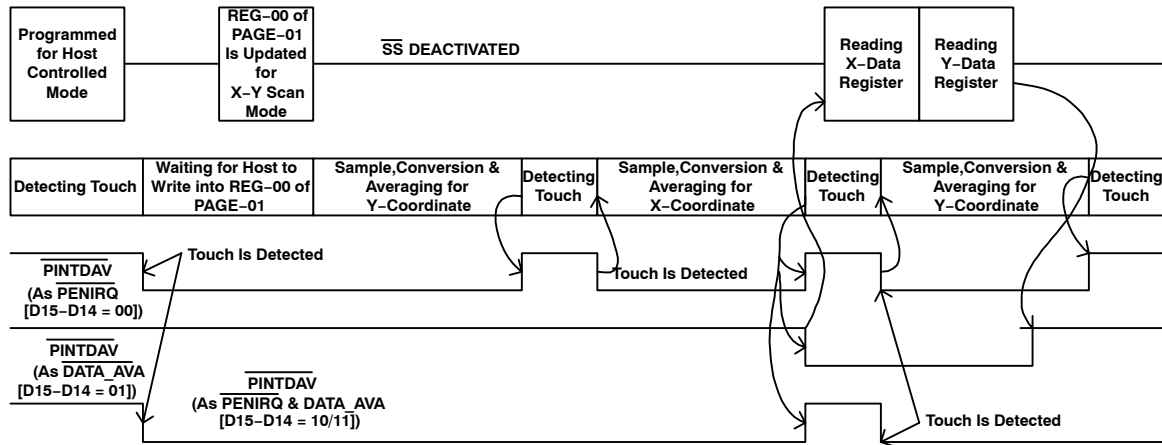 Programmed
for Host
Controlled
Mode
REG−00 of
PAGE−01
Is Updated
for
X−Y Scan
Mode
SS DEACTIVATED
Reading
X−Data
Register
Reading
Y−Data
Register
Detecting Touch
Waiting for Host to
Write into REG−00 of
PAGE−01
Sample,Conversion &
Averaging for
Y−Coordinate
Detecting
Touch
Sample,Conversion &
Averaging for
X−Coordinate
Detecting
Touch
Sample,Conversion &
Averaging for
Y−Coordinate
Detecting
Touch
Touch Is Detected
PINTDAV
(As PENIRQ
[D15−D14 = 00])
Touch Is Detected
PINTDAV
(As DATA_AVA
[D15−D14 = 01])
PINTDAV
(As PENIRQ & DATA_AVA
[D15−D14 = 10/11])
Touch Is Detected